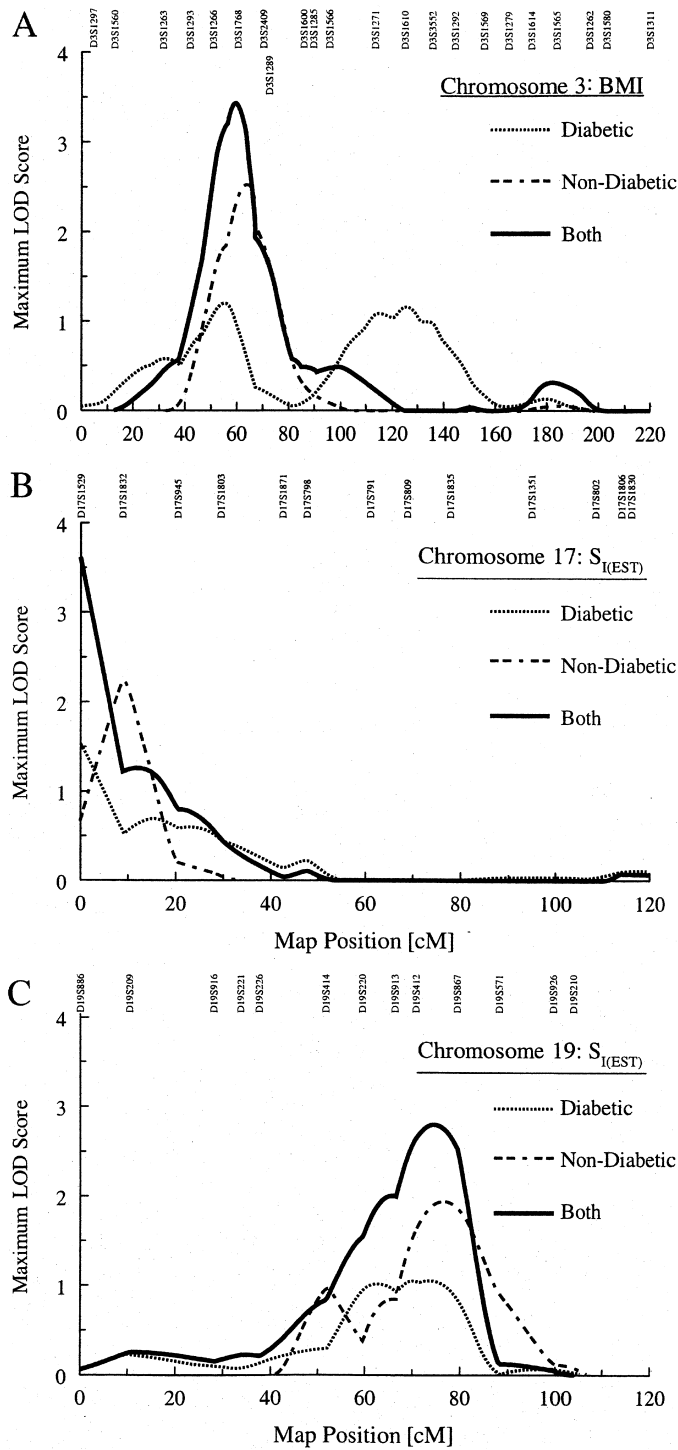 A
D3S1297 D3S1560 D3S1263 D3S1293 D3S1266 D3S1768 D3S2409 D3S1289 D3S1600 D3S1285 D3S1566 D3S1271 D3S1610 D3S3552 D3S1292 D3S1569 D3S1279 D3S1614 D3S1565 D3S1262 D3S1580 D3S1311
Chromosome 3: BMI
Diabetic
Non-Diabetic
Both
Maximum LOD Score
4
3
2
1
0
0 20 40 60 80 100 120 140 160 180 200 220
B
D17S1529 D17S1832 D17S945 D17S1803 D17S1871 D17S798 D17S791 D17S809 D17S1835 D17S1351 D17S802 D17S1806 D17S1830
Chromosome 17: SI(EST)
Diabetic
Non-Diabetic
Both
Maximum LOD Score
4
3
2
1
0
0 20 40 60 80 100 120
Map Position [cM]
C
D19S886 D19S209 D19S916 D19S221 D19S226 D19S414 D19S220 D19S913 D19S412 D19S867 D19S571 D19S926 D19S210
Chromosome 19: SI(EST)
Diabetic
Non-Diabetic
Both
Maximum LOD Score
4
3
2
1
0
0 20 40 60 80 100 120
Map Position [cM]